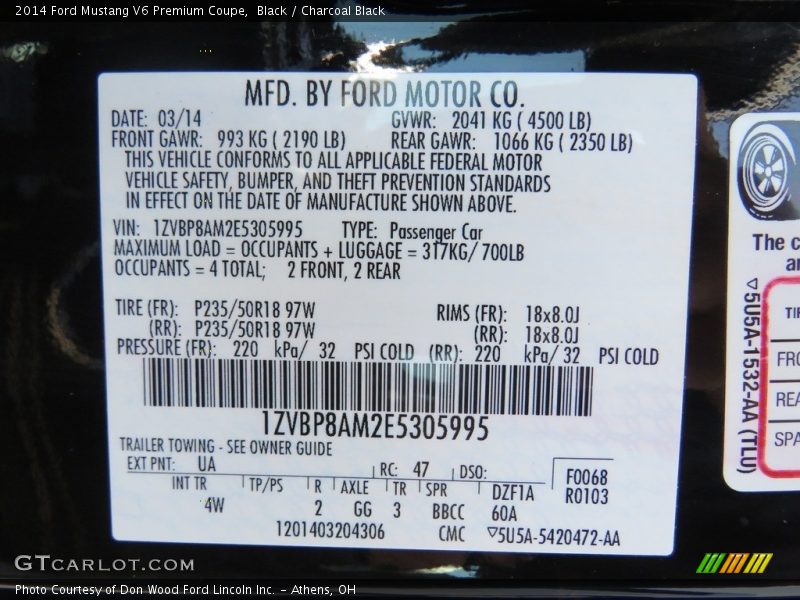 2014 Ford Mustang V6 Premium Coupe, Black / Charcoal Black
MFD. BY FORD MOTOR CO.
DATE: 03/14 GVWR: 2041 KG ( 4500 LB)
FRONT GAWR: 993 KG ( 2190 LB) REAR GAWR: 1066 KG ( 2350 LB)
THIS VEHICLE CONFORMS TO ALL APPLICABLE FEDERAL MOTOR
VEHICLE SAFETY, BUMPER, AND THEFT PREVENTION STANDARDS
IN EFFECT ON THE DATE OF MANUFACTURE SHOWN ABOVE.
VIN: 1ZVBP8AM2E5305995 TYPE: Passenger Car
MAXIMUM LOAD = OCCUPANTS + LUGGAGE = 317KG/ 700LB
OCCUPANTS = 4 TOTAL; 2 FRONT, 2 REAR
TIRE (FR): P235/50R18 97W RIMS (FR): 18x8.0J
(RR): P235/50R18 97W (RR): 18x8.0J
PRESSURE (FR): 220 kPa/ 32 PSI COLD (RR): 220 kPa/ 32 PSI COLD
1ZVBP8AM2E5305995
TRAILER TOWING - SEE OWNER GUIDE
EXT PNT: UA RC: 47 DSO: F0068
INT TR TP/PS R AXLE TR SPR DZF1A R0103
4W 2 GG 3 BBCC 60A
1201403204306 CMC ▽5U5A-5420472-AA
The c
an
▽5U5A-1532-AA (TLU)
TIR
FRO
REA
SPA
GTCARLOT.COM
Photo Courtesy of Don Wood Ford Lincoln Inc. - Athens, OH